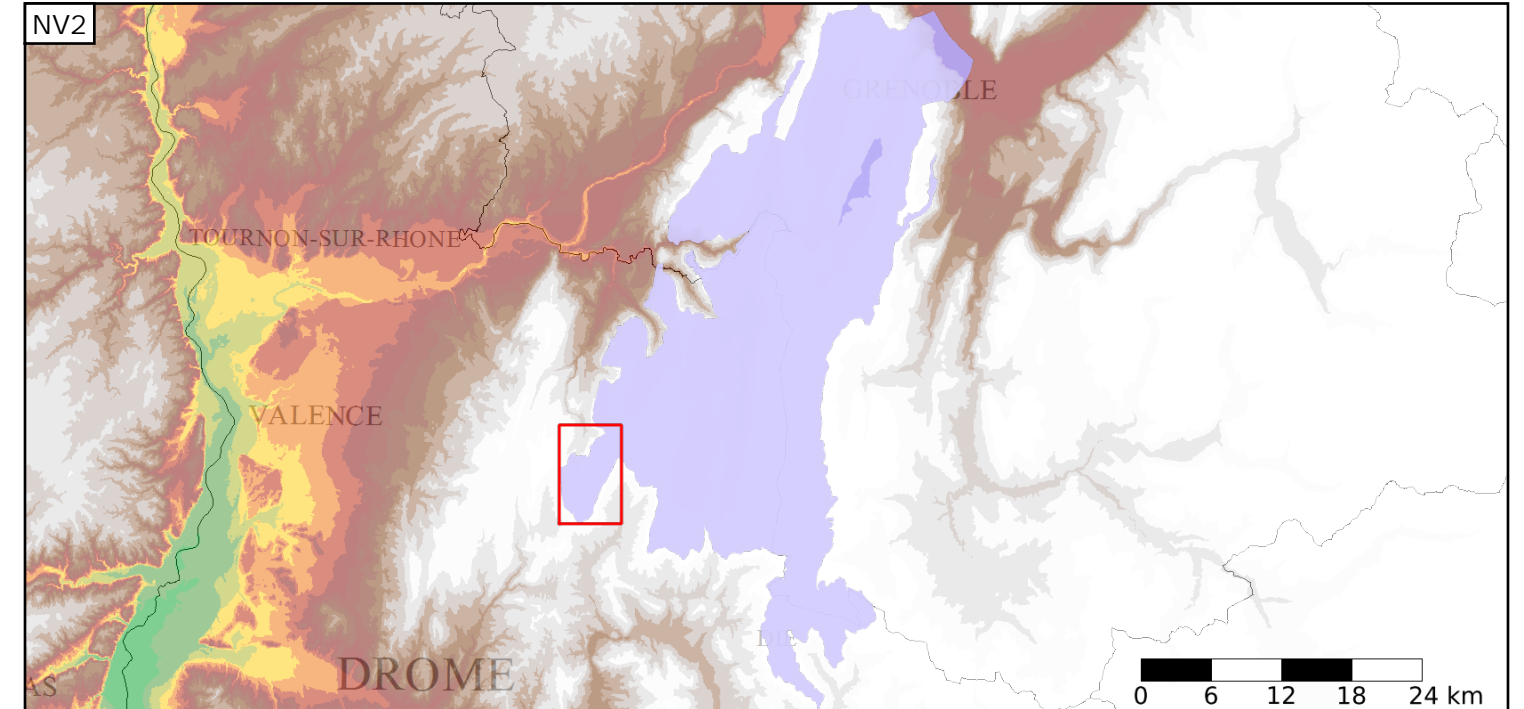 NV2
GRENOBLE
TOURNON-SUR-RHONE
VALENCE
DIE
DROME
AS
0 6 12 18 24 km